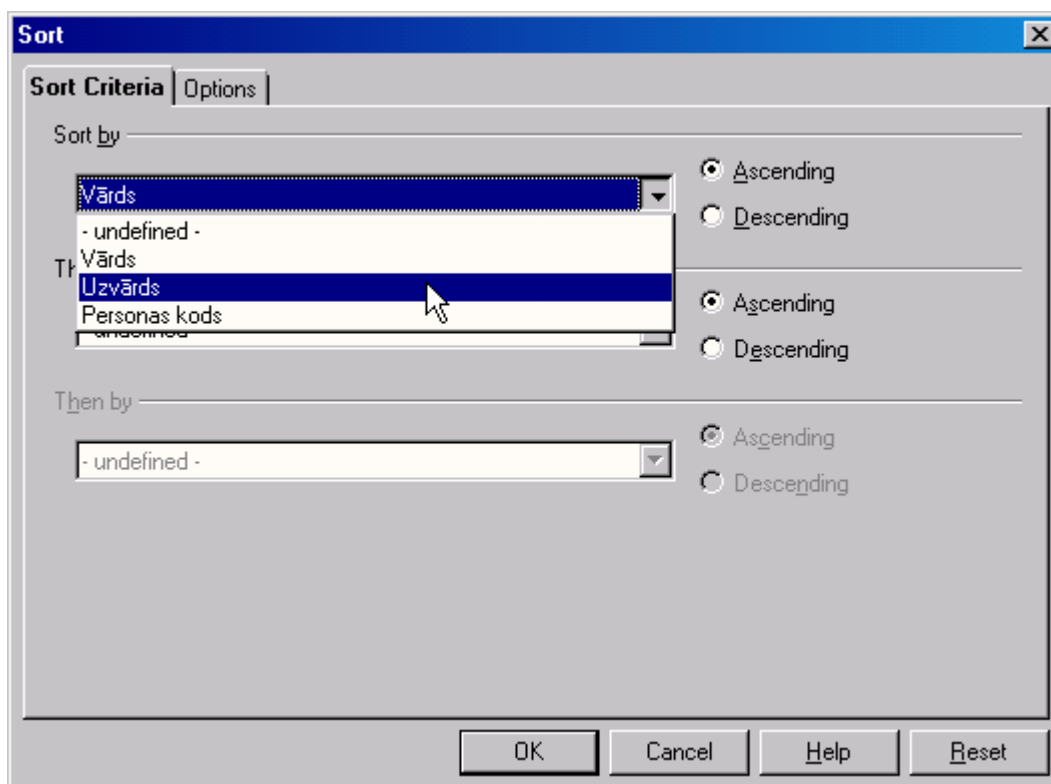 Sort
Sort Criteria
Options
Sort by
Vārds
Ascending
Descending
- undefined -
Vārds
Uzvārds
Personas kods
Ascending
Descending
Then by
- undefined -
Ascending
Descending
OK
Cancel
Help
Reset